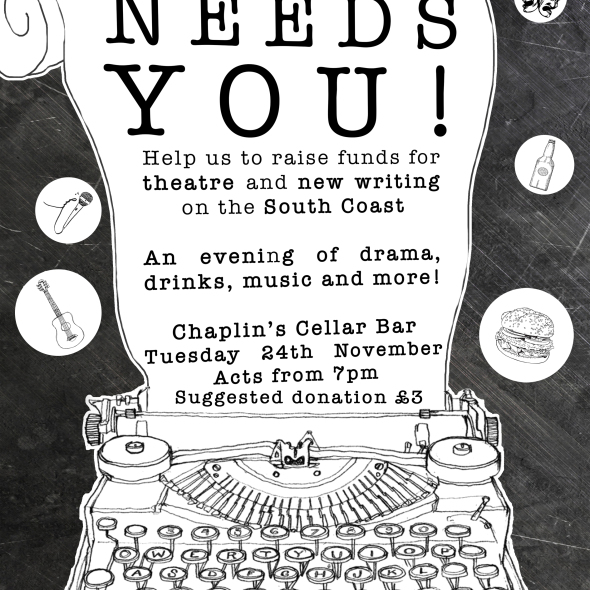 NEEDS
YOU!
Help us to raise funds for
theatre and new writing
on the South Coast
An evening of drama,
drinks, music and more!
Chaplin's Cellar Bar
Tuesday 24th November
Acts from 7pm
Suggested donation £3
W E R T Y U I O P
A S D F G H J K L